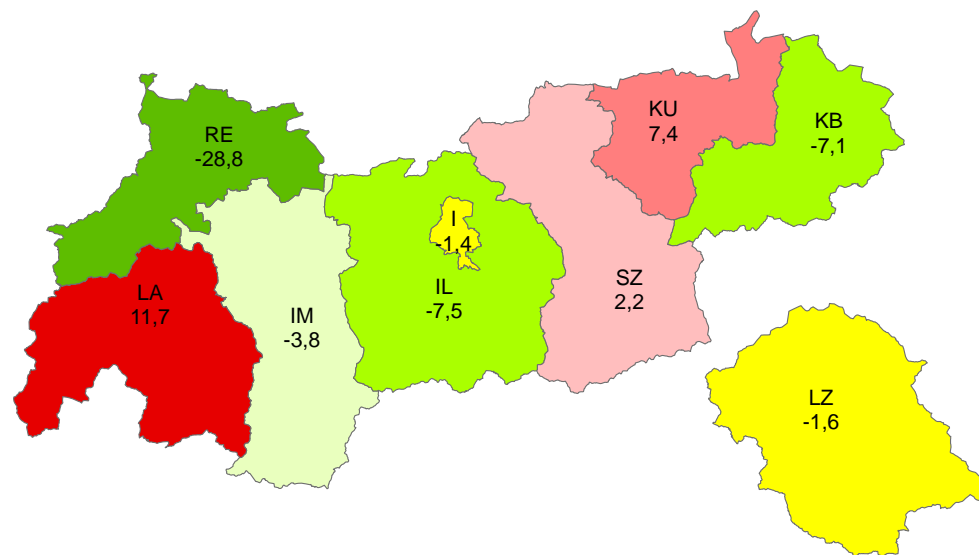 RE
-28,8
KU
7,4
KB
-7,1
I
-1,4
LA
11,7
IM
-3,8
IL
-7,5
SZ
2,2
LZ
-1,6